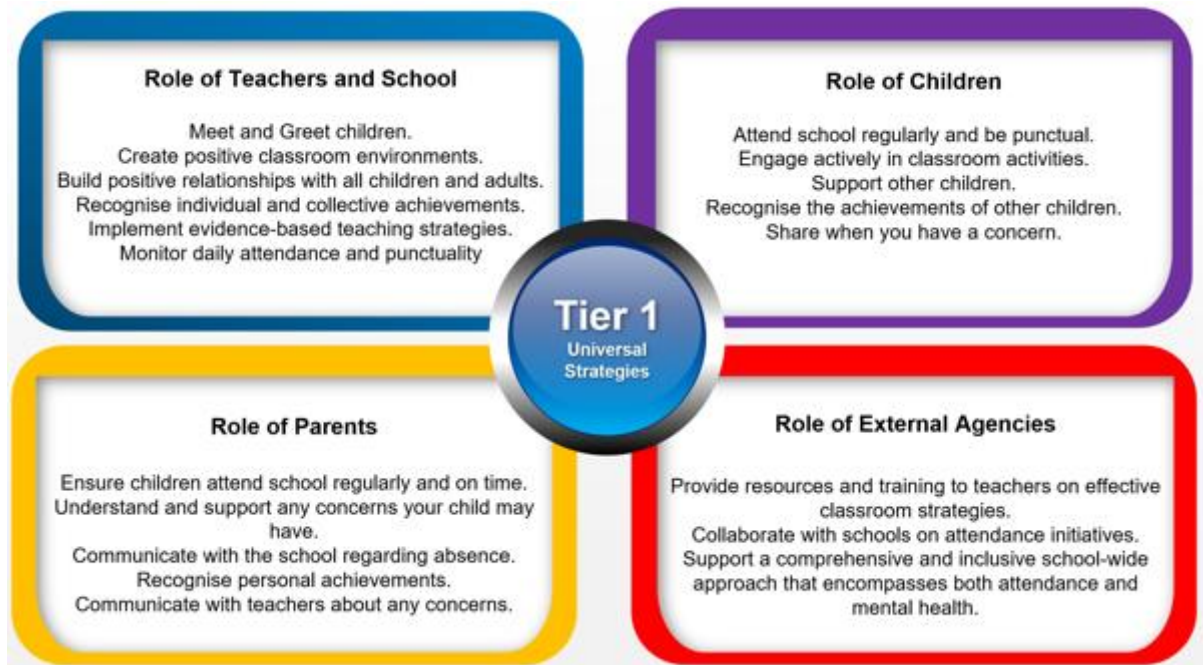 Role of Teachers and School
Meet and Greet children.
Create positive classroom environments.
Build positive relationships with all children and adults.
Recognise individual and collective achievements.
Implement evidence-based teaching strategies.
Monitor daily attendance and punctuality
Role of Children
Attend school regularly and be punctual.
Engage actively in classroom activities.
Support other children.
Recognise the achievements of other children.
Share when you have a concern.
Tier 1
Universal
Strategies
Role of Parents
Ensure children attend school regularly and on time.
Understand and support any concerns your child may
have.
Communicate with the school regarding absence.
Recognise personal achievements.
Communicate with teachers about any concerns.
Role of External Agencies
Provide resources and training to teachers on effective
classroom strategies.
Collaborate with schools on attendance initiatives.
Support a comprehensive and inclusive school-wide
approach that encompasses both attendance and
mental health.